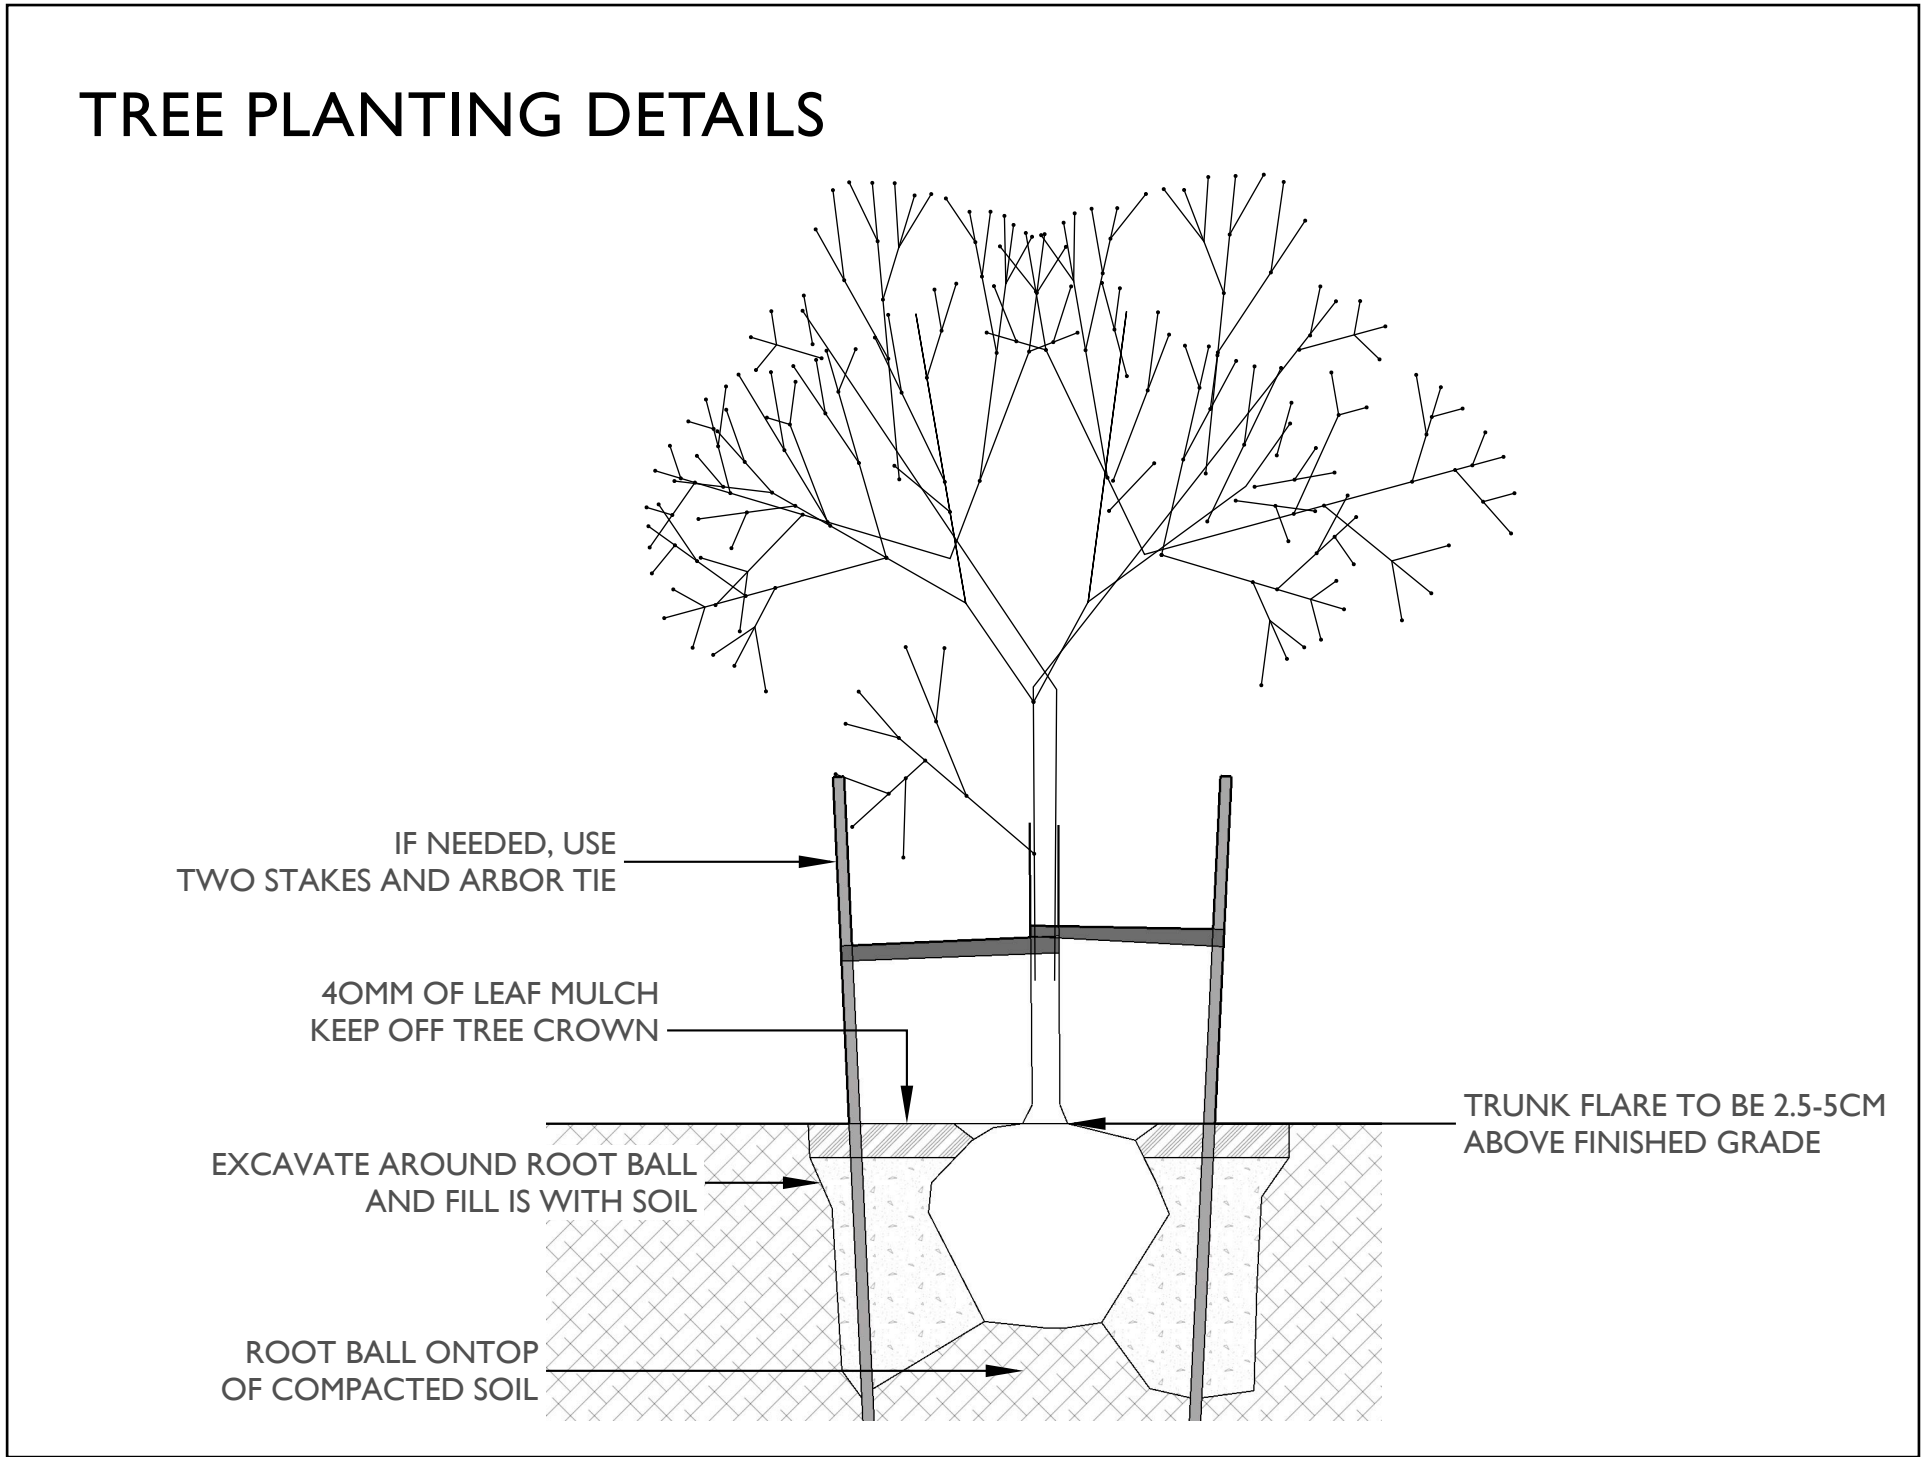 TREE PLANTING DETAILS
IF NEEDED, USE
TWO STAKES AND ARBOR TIE
4OMM OF LEAF MULCH
KEEP OFF TREE CROWN
TRUNK FLARE TO BE 2.5-5CM
ABOVE FINISHED GRADE
EXCAVATE AROUND ROOT BALL
AND FILL IS WITH SOIL
ROOT BALL ONTOP
OF COMPACTED SOIL